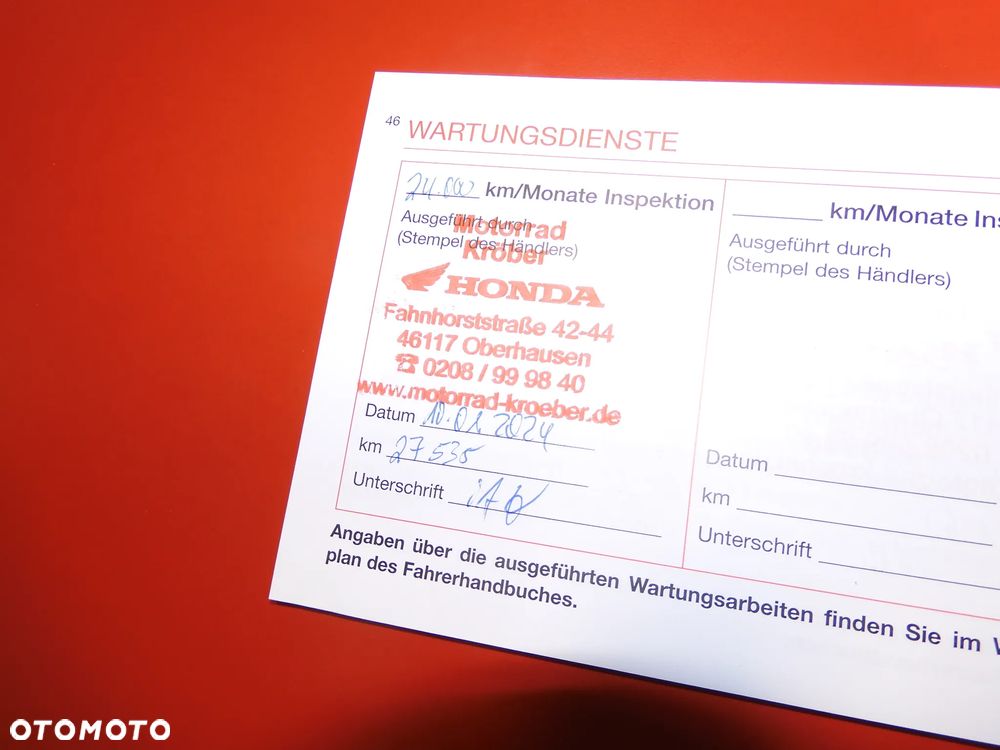 46 WARTUNGSDIENSTE
24.000 km/Monate Inspektion
Ausgeführt durch
(Stempel des Händlers)
Motorrad
Kröber
HONDA
Fahnhorststraße 42-44
46117 Oberhausen
☎ 0208 / 99 98 40
www.motorrad-kroeber.de
Datum 10.01.2024
km 27535
Unterschrift
km/Monate Ins
Ausgeführt durch
(Stempel des Händlers)
Datum
km
Unterschrift
Angaben über die ausgeführten Wartungsarbeiten finden Sie im W
plan des Fahrerhandbuches.
OTOMOTO